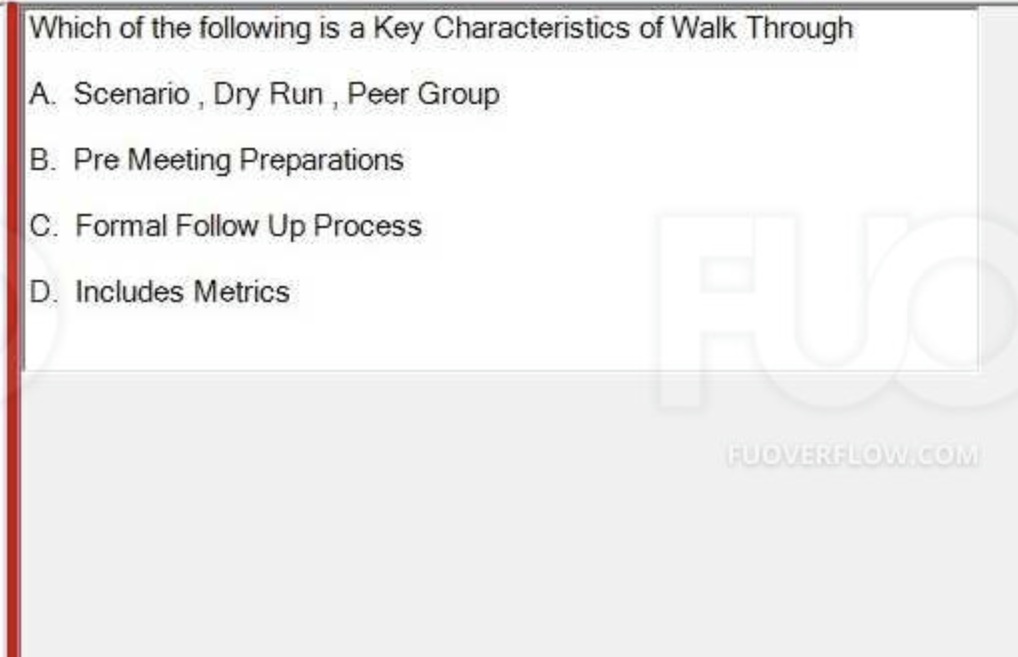 Which of the following is a Key Characteristics of Walk Through
A. Scenario , Dry Run , Peer Group
B. Pre Meeting Preparations
C. Formal Follow Up Process
D. Includes Metrics
FUO
FUOVERFLOW.COM